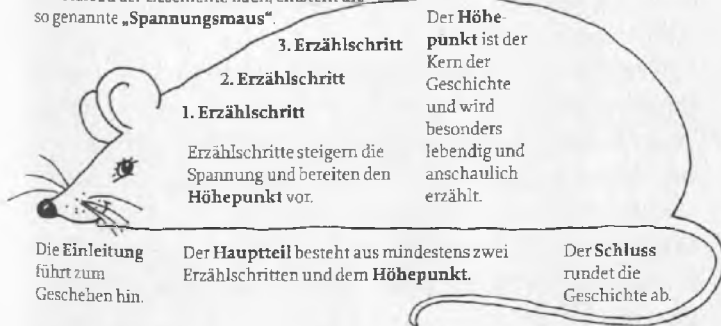 so genannte „Spannungsmaus“.
3. Erzählschritt
2. Erzählschritt
1. Erzählschritt
Erzählschritte steigern die
Spannung und bereiten den
Höhepunkt vor.
Der Höhe-
punkt ist der
Kern der
Geschichte
und wird
besonders
lebendig und
anschaulich
erzählt.
Die Einleitung
führt zum
Geschehen hin.
Der Hauptteil besteht aus mindestens zwei
Erzählschritten und dem Höhepunkt.
Der Schluss
rundet die
Geschichte ab.